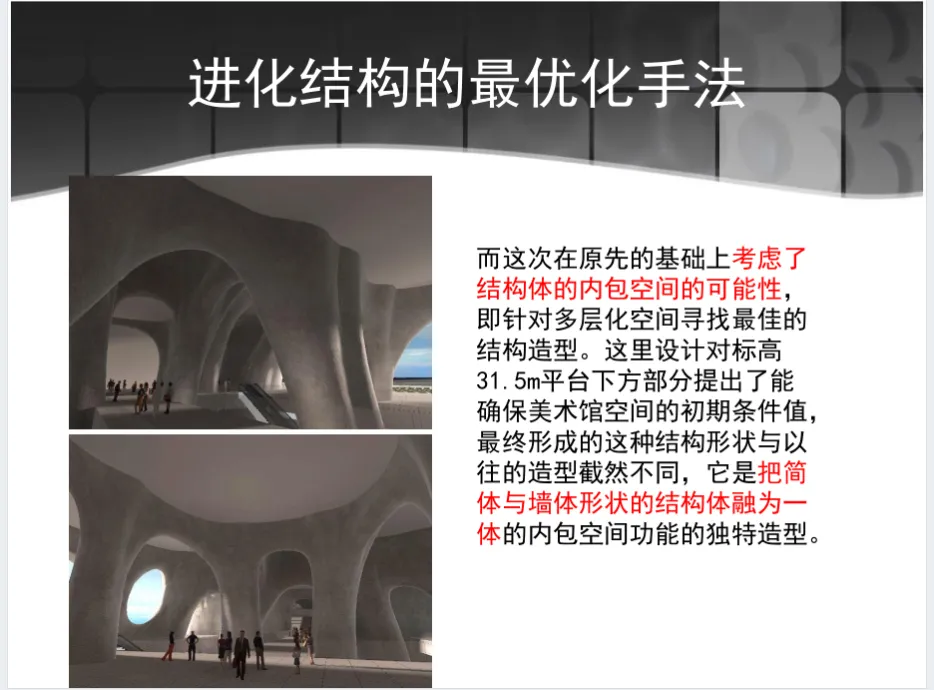 进化结构的最优化手法
而这次在原先的基础上考虑了
结构体的内包空间的可能性，
即针对多层化空间寻找最佳的
结构造型。这里设计对标高
31.5m平台下方部分提出了能
确保美术馆空间的初期条件值，
最终形成的这种结构形状与以
往的造型截然不同，它是把简
体与墙体形状的结构体融为一
体的内包空间功能的独特造型。